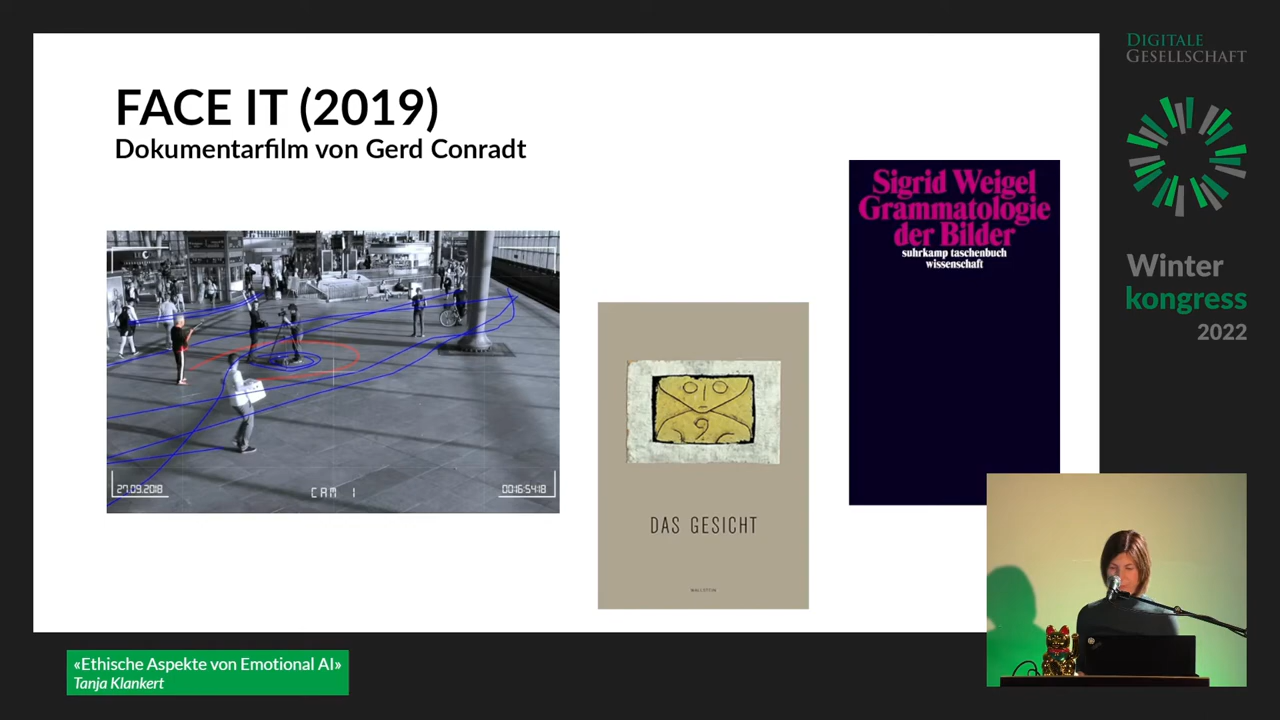 FACE IT (2019)
Dokumentarfilm von Gerd Conradt
27.09.2018
CAM 1
00:16:54:18
DAS GESICHT
WALLSTEIN
Sigrid Weigel
Grammatologie
der Bilder
suhrkamp taschenbuch
wissenschaft
DIGITALE
GESELLSCHAFT
Winter
kongress
2022
«Ethische Aspekte von Emotional AI»
Tanja Klankert